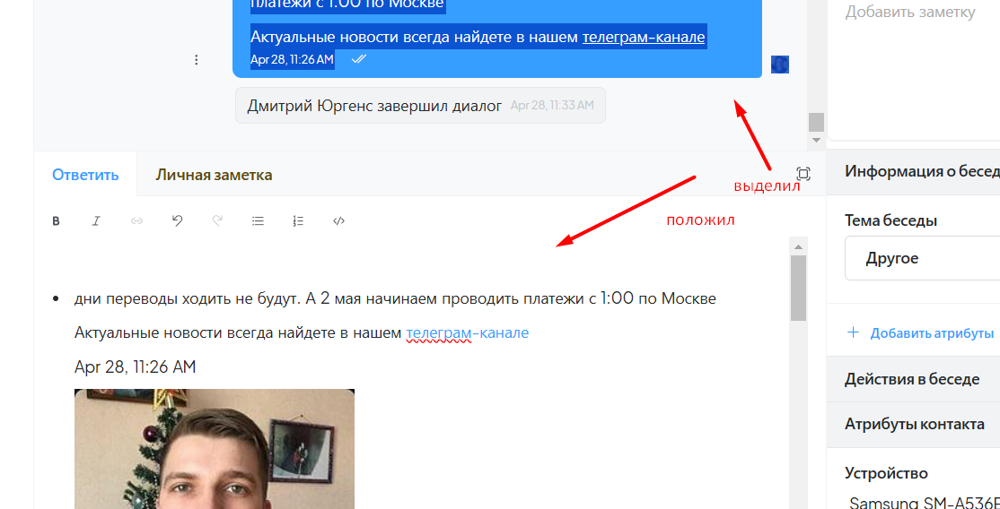 платежи с 1:00 по Москве
Добавить заметку
Актуальные новости всегда найдете в нашем телеграм-канале
Apr 28, 11:26 AM
Дмитрий Юргенс завершил диалог Apr 28, 11:33 AM
Ответить
Личная заметка
выделил
Информация о бесед
положил
Тема беседы
Другое
дни переводы ходить не будут. А 2 мая начинаем проводить платежи с 1:00 по Москве
Актуальные новости всегда найдете в нашем телеграм-канале
Добавить атрибуты
Apr 28, 11:26 AM
Действия в беседе
Атрибуты контакта
Устройство
Samsung SM-A536E